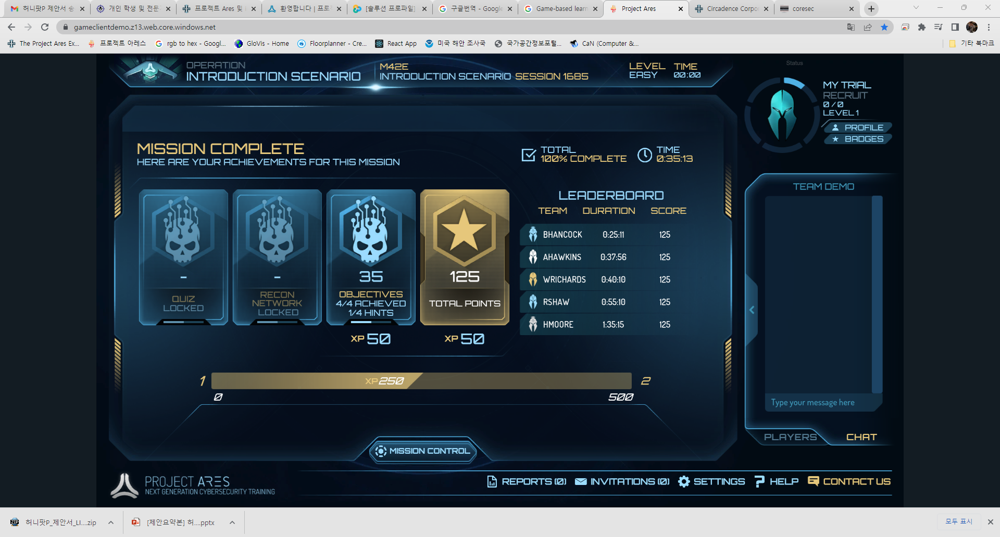 허니팟P 제안서 송
개인 학생 및 전문
프로젝트 Ares 및
환영합니다 | 프로
[솔루션 프로파일]
구글번역 - Google
Game-based learn
Project Ares
Circadence Corpo
coresec
gameclientdemo.z13.web.core.windows.net
The Project Ares Ex...
프로젝트 아레스
rgb to hex - Googl...
GloVis - Home
Floorplanner - Cre...
React App
미국 해안 조사국
국가공간정보포털...
CaN (Computer &...
기타 북마크
OPERATION
INTRODUCTION SCENARIO
M42E
INTRODUCTION SCENARIO SESSION 1685
LEVEL
EASY
TIME
00:00
Status
MY TRIAL
RECRUIT
0 / 0
LEVEL 1
PROFILE
BADGES
MISSION COMPLETE
HERE ARE YOUR ACHIEVEMENTS FOR THIS MISSION
TOTAL
100% COMPLETE
TIME
0:35:13
-
QUIZ
LOCKED
-
RECON
NETWORK
LOCKED
35
OBJECTIVES
4/4 ACHIEVED
1/4 HINTS
125
TOTAL POINTS
XP 50
XP 50
LEADERBOARD
TEAM DURATION SCORE
BHANCOCK 0:25:11 125
AHAWKINS 0:37:56 125
WRICHARDS 0:40:10 125
RSHAW 0:55:10 125
HMOORE 1:35:15 125
1 XP 250 2
0 500
MISSION CONTROL
TEAM DEMO
Type your message here
PLAYERS CHAT
PROJECT ARES
NEXT GENERATION CYBERSECURITY TRAINING
REPORTS (0)
INVITATIONS (0)
SETTINGS
HELP
CONTACT US
ZIP
허니팟P_제안서_LI....zip
[제안요약본] 허....pptx
모두 표시